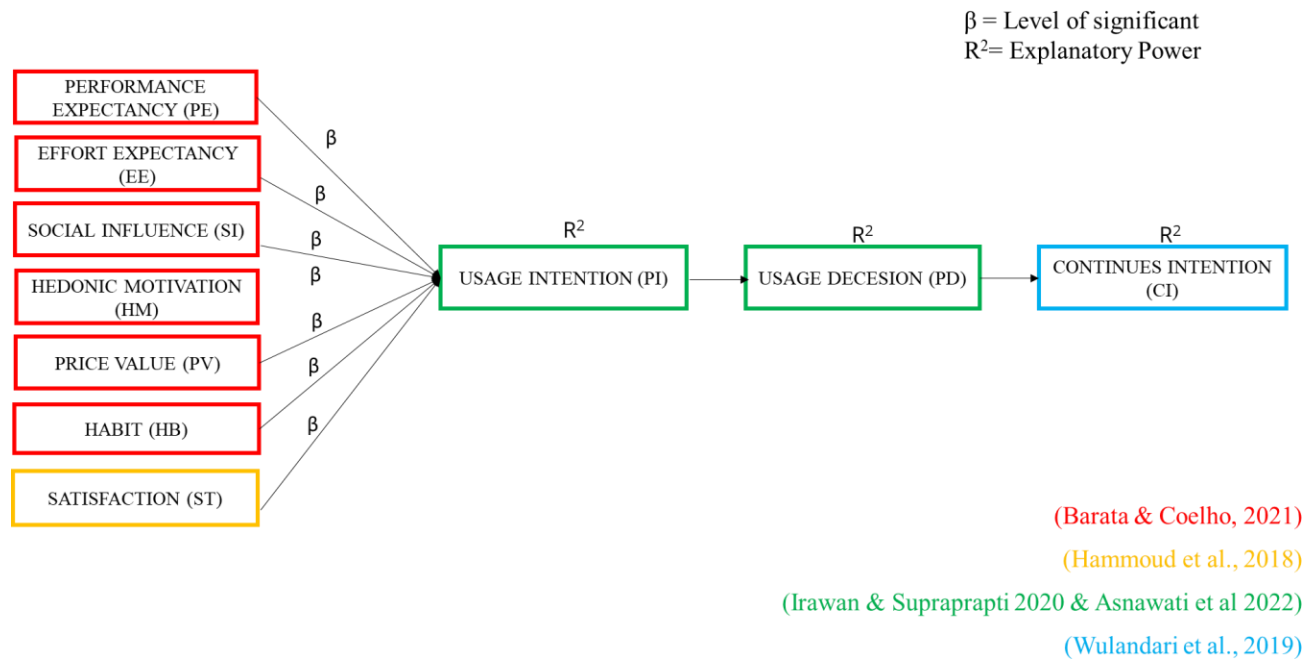 β = Level of significant
R²= Explanatory Power
PERFORMANCE
EXPECTANCY (PE)
EFFORT EXPECTANCY
(EE)
SOCIAL INFLUENCE (SI)
HEDONIC MOTIVATION
(HM)
PRICE VALUE (PV)
HABIT (HB)
SATISFACTION (ST)
β
β
β
β
β
β
β
R²
USAGE INTENTION (PI)
R²
USAGE DECESION (PD)
R²
CONTINUES INTENTION
(CI)
(Barata & Coelho, 2021)
(Hammoud et al., 2018)
(Irawan & Supraprapti 2020 & Asnawati et al 2022)
(Wulandari et al., 2019)